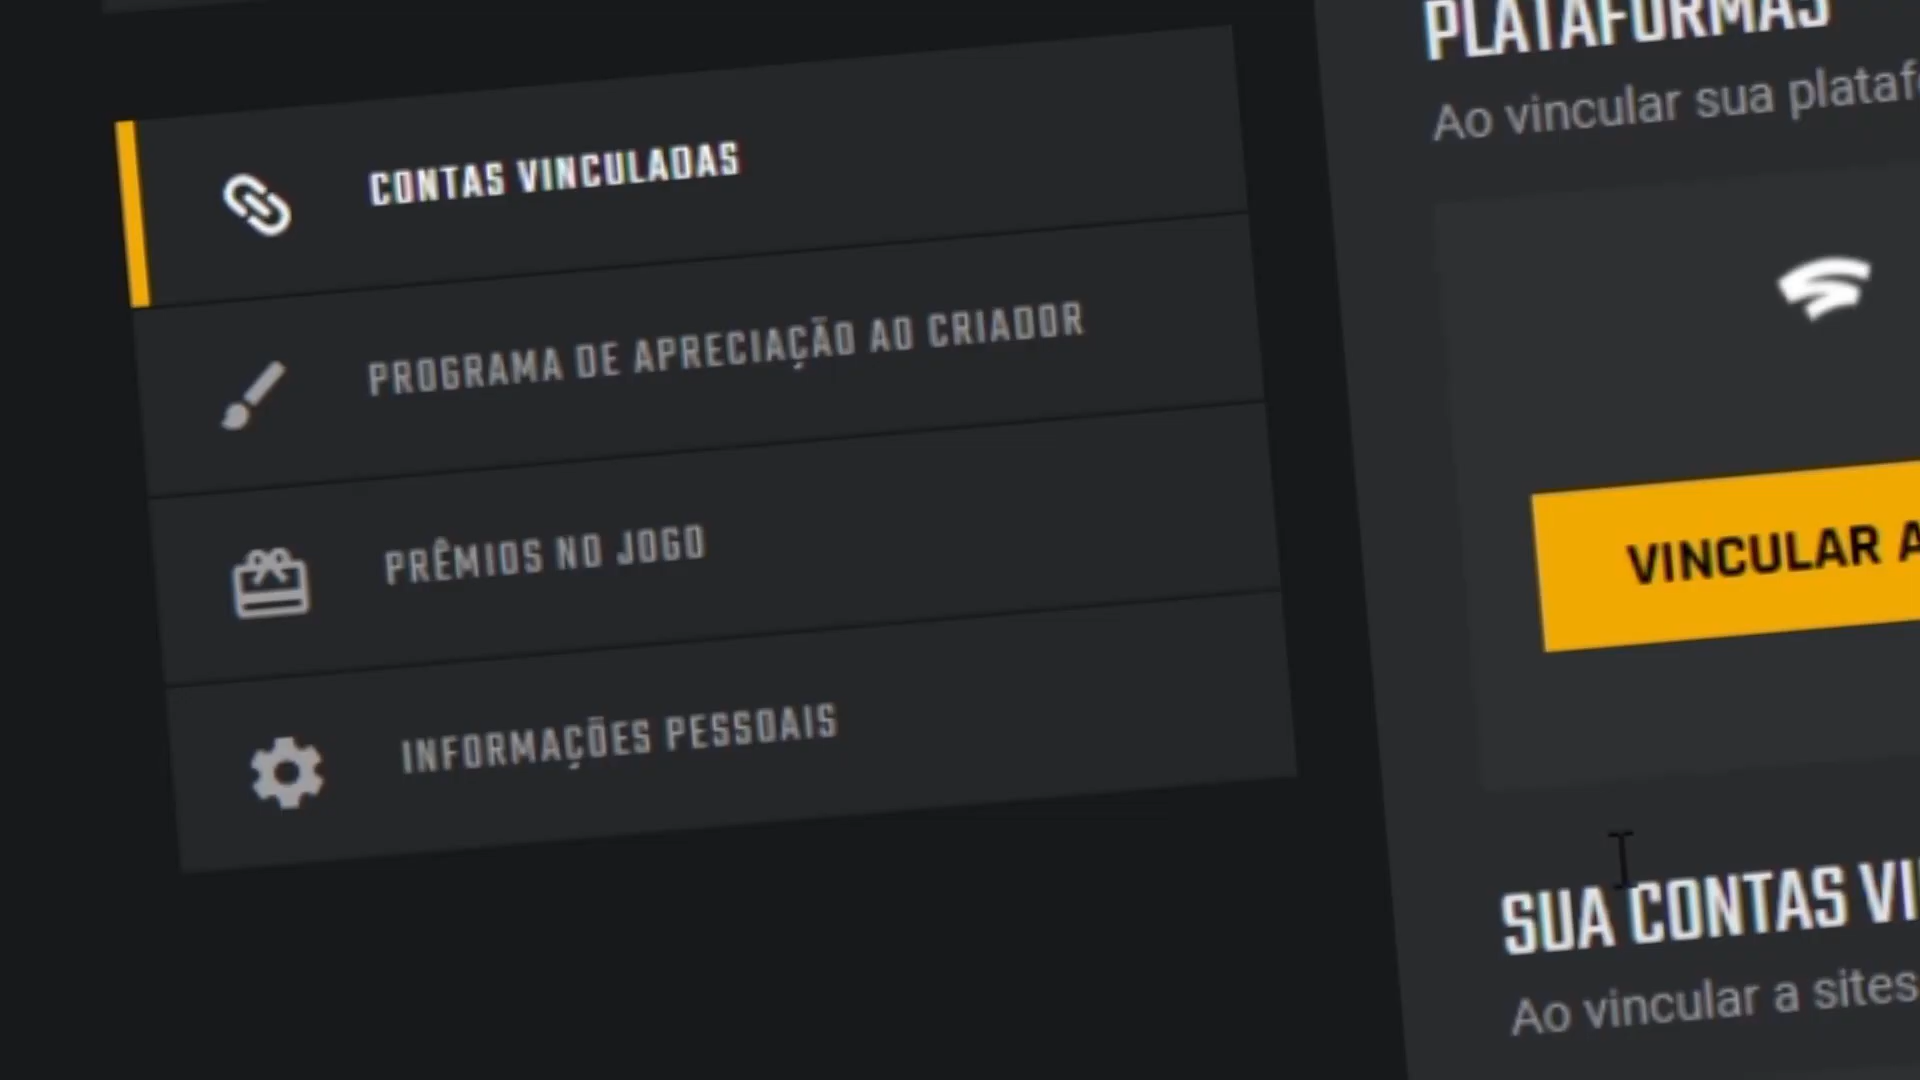 CONTAS VINCULADAS
PROGRAMA DE APRECIAÇÃO AO CRIADOR
PRÊMIOS NO JOGO
INFORMAÇÕES PESSOAIS
PLATAFORMAS
Ao vincular sua plataf
VINCULAR A
SUA CONTAS VI
Ao vincular a sites